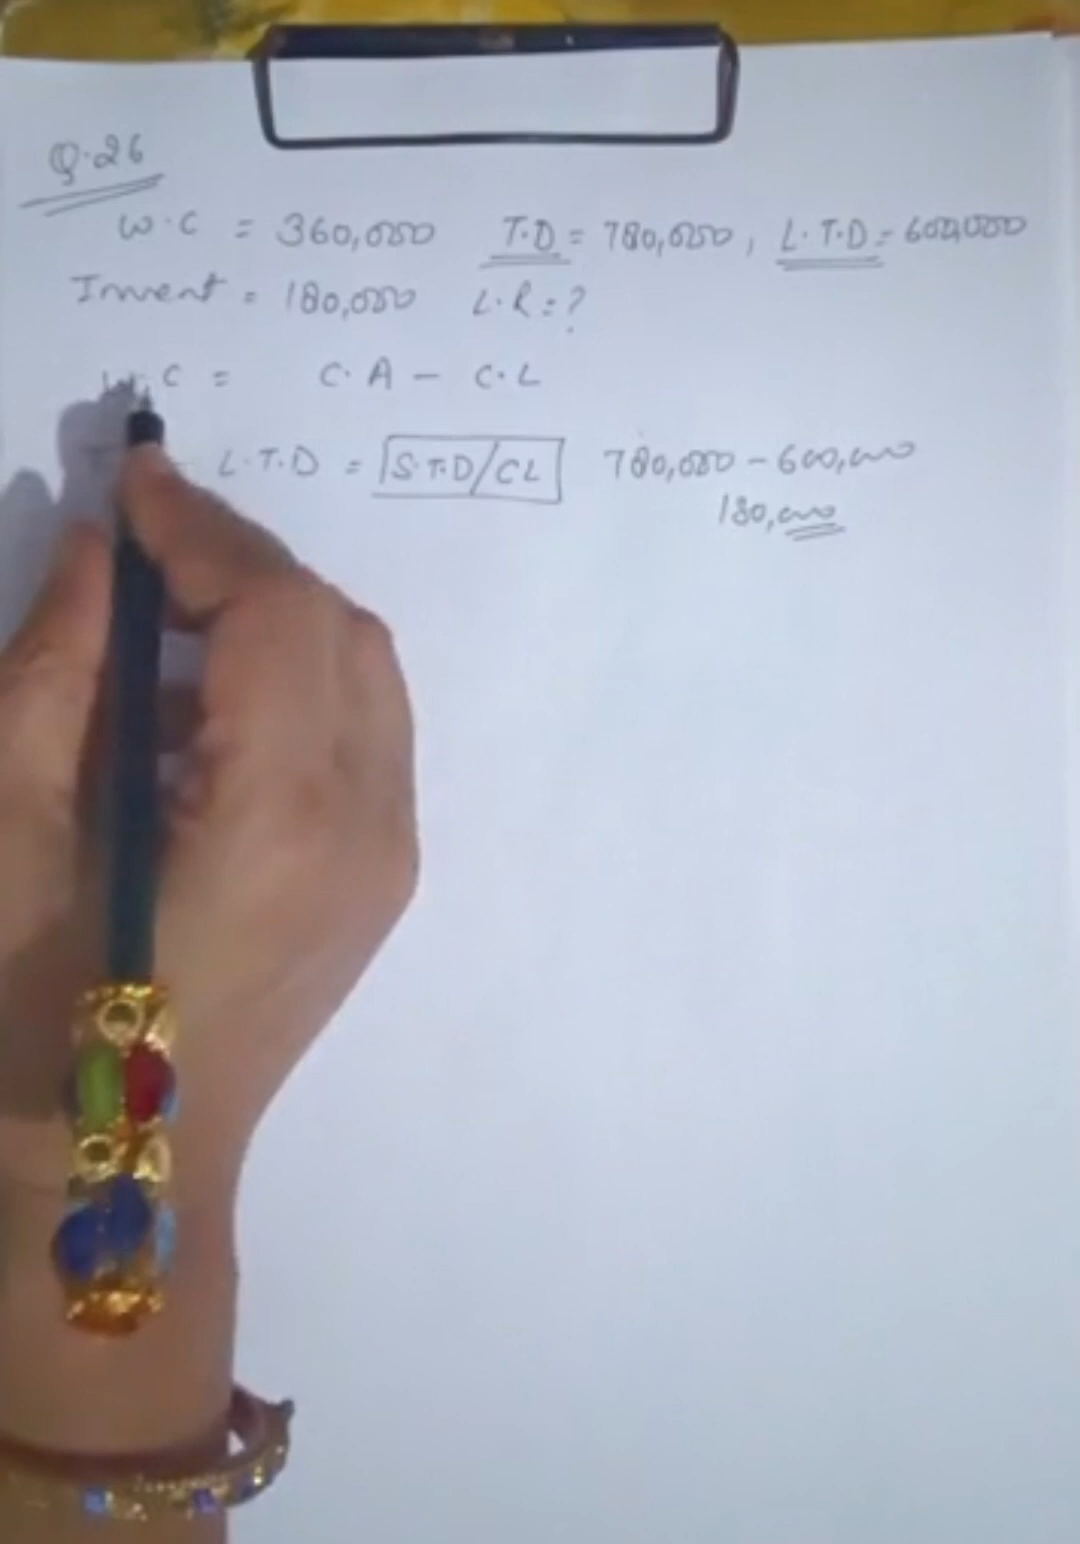 Q.26
W.C = 360,000 T.D = 780,000, L.T.D = 600,000
Invent = 180,000 L.R = ?
W.C = C.A - C.L
L.T.D = S.T.D/CL 780,000 - 600,000
180,000